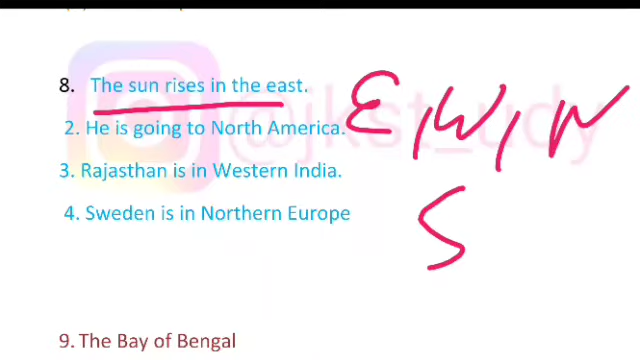 8. The sun rises in the east.
E, W, N
2. He is going to North America.
3. Rajasthan is in Western India.
S
4. Sweden is in Northern Europe
9. The Bay of Bengal
@jkstudy